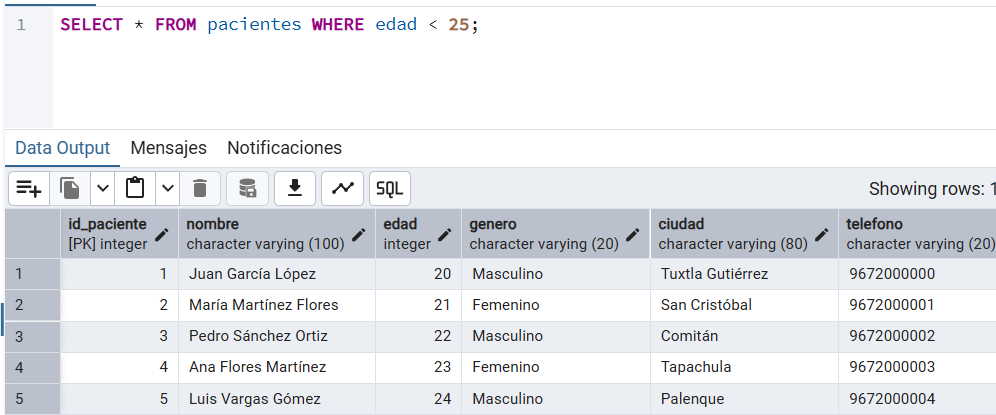 1 SELECT * FROM pacientes WHERE edad < 25;
Data Output Mensajes Notificaciones
SQL Showing rows: 1
id_paciente nombre edad genero ciudad telefono
[PK] integer character varying (100) integer character varying (20) character varying (80) character varying (20)
1 1 Juan García López 20 Masculino Tuxtla Gutiérrez 9672000000
2 2 María Martínez Flores 21 Femenino San Cristóbal 9672000001
3 3 Pedro Sánchez Ortiz 22 Masculino Comitán 9672000002
4 4 Ana Flores Martínez 23 Femenino Tapachula 9672000003
5 5 Luis Vargas Gómez 24 Masculino Palenque 9672000004